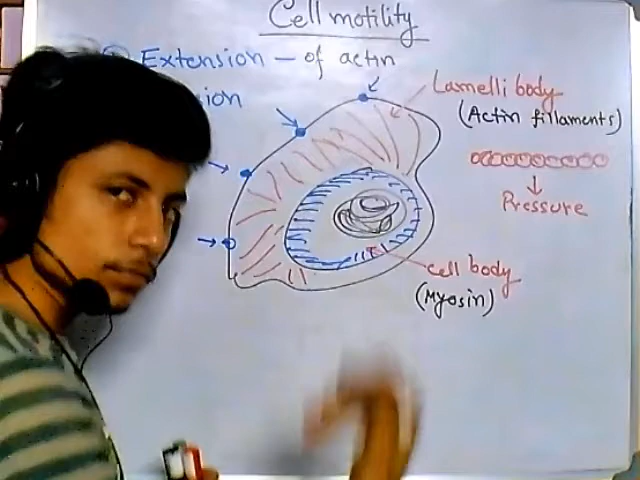 Cell motility
Extension – of actin
Lamelli body
(Actin fillaments)
Pressure
cell body
(Myosin)